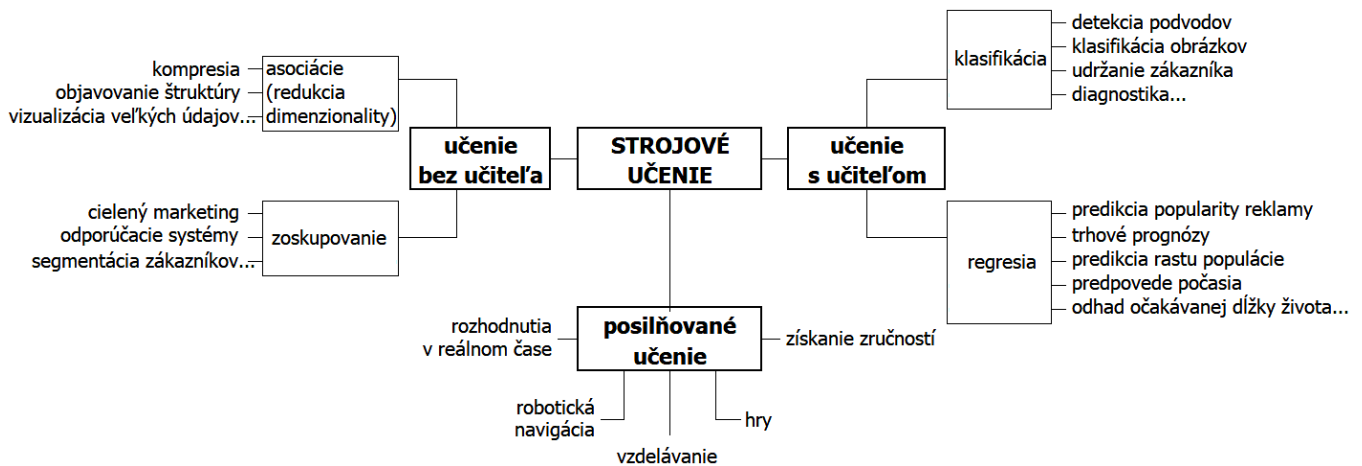 kompresia
objavovanie štruktúry
vizualizácia veľkých údajov...
asociácie
(redukcia
dimenzionality)
učenie
bez učiteľa
cielený marketing
odporúčacie systémy
segmentácia zákazníkov...
zoskupovanie
STROJOVÉ
UČENIE
učenie
s učiteľom
klasifikácia
detekcia podvodov
klasifikácia obrázkov
udržanie zákazníka
diagnostika...
regresia
predikcia popularity reklamy
trhové prognózy
predikcia rastu populácie
predpovede počasia
odhad očakávanej dĺžky života...
posilňované
učenie
rozhodnutia
v reálnom čase
získanie zručností
robotická
navigácia
vzdelávanie
hry